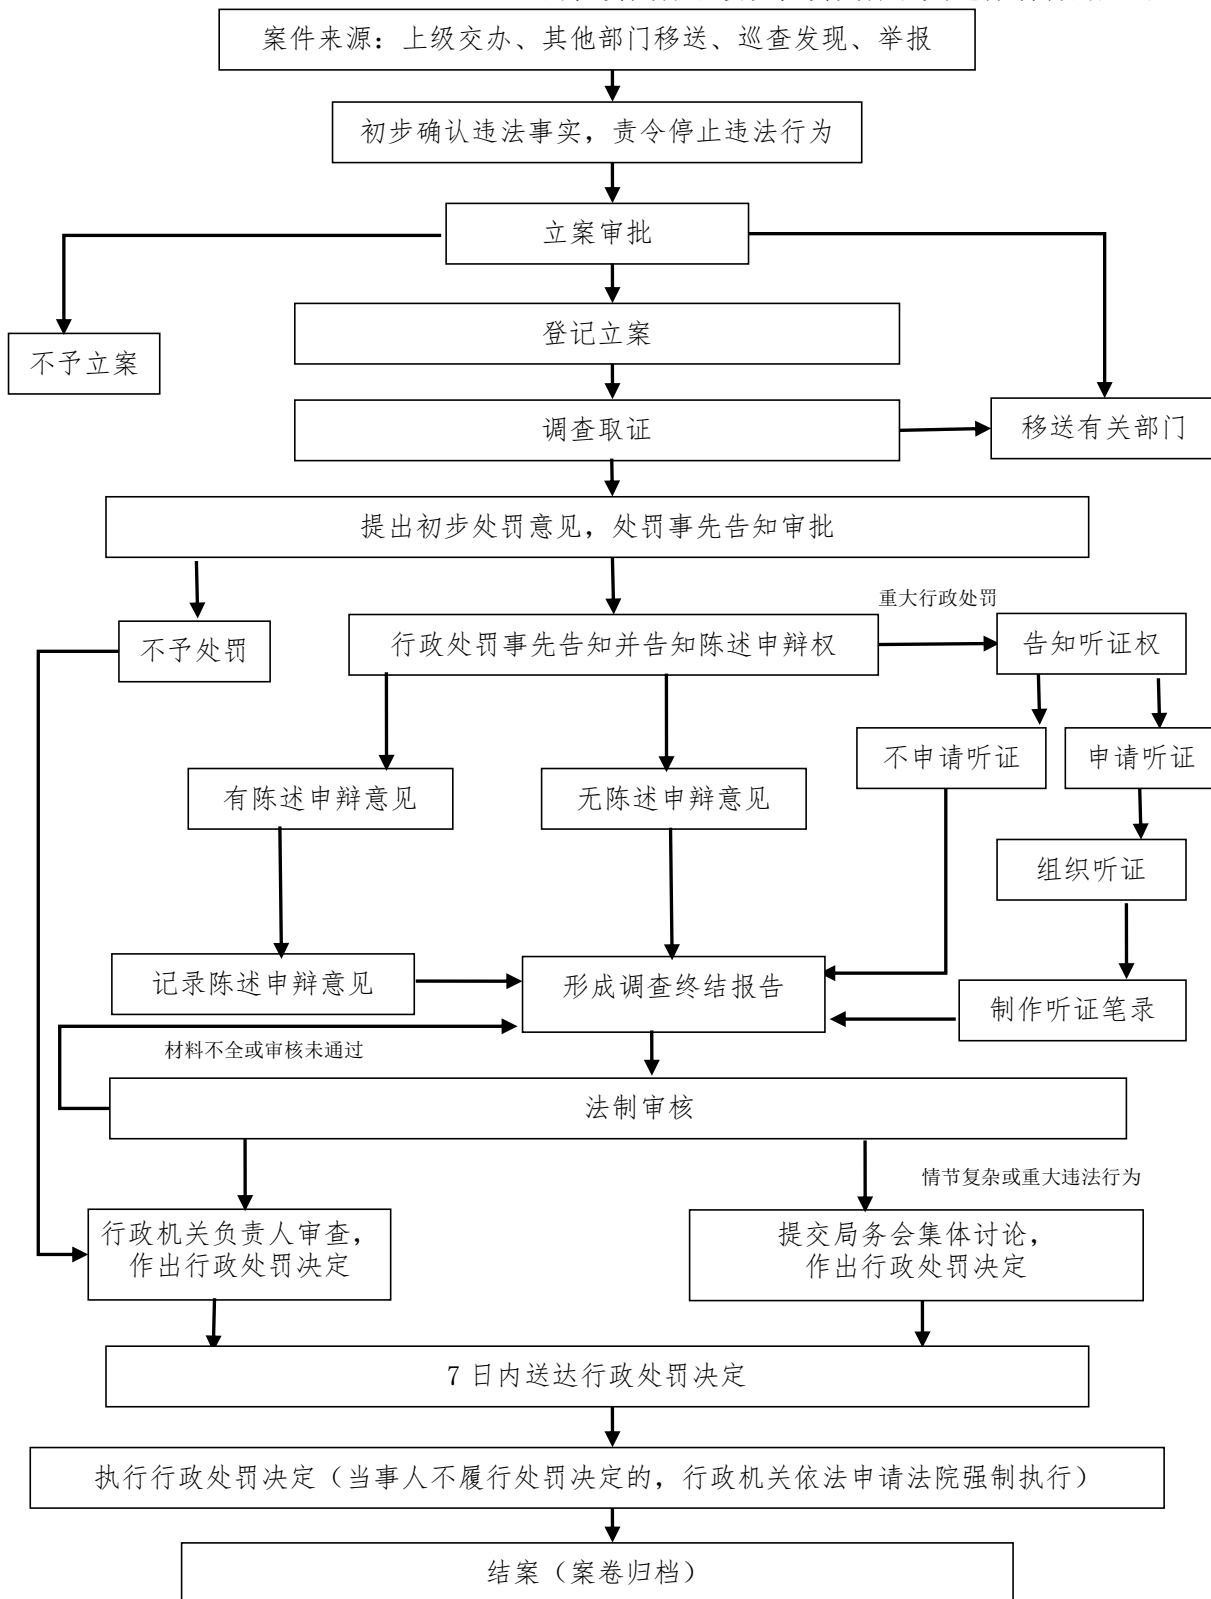 案件来源：上级交办、其他部门移送、巡查发现、举报
初步确认违法事实，责令停止违法行为
立案审批
登记立案
不予立案
调查取证
移送有关部门
提出初步处罚意见，处罚事先告知审批
重大行政处罚
不予处罚
行政处罚事先告知并告知陈述申辩权
告知听证权
不申请听证
申请听证
有陈述申辩意见
无陈述申辩意见
组织听证
记录陈述申辩意见
形成调查终结报告
制作听证笔录
材料不全或审核未通过
法制审核
情节复杂或重大违法行为
行政机关负责人审查，
作出行政处罚决定
提交局务会集体讨论，
作出行政处罚决定
7 日内送达行政处罚决定
执行行政处罚决定（当事人不履行处罚决定的，行政机关依法申请法院强制执行）
结案（案卷归档）